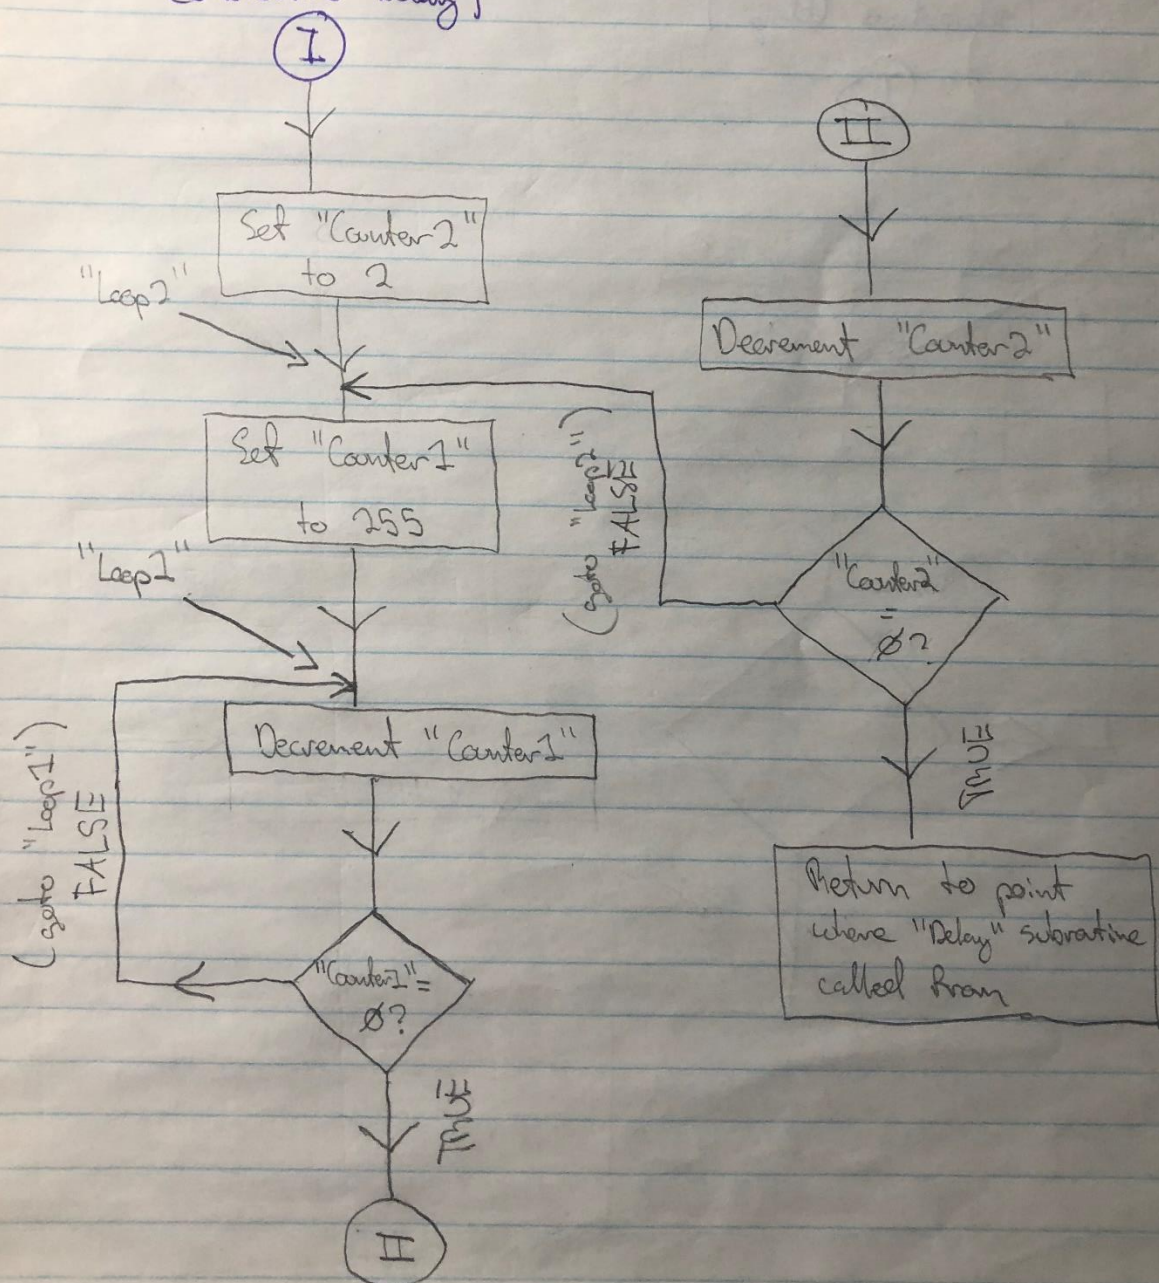 I
Set "Counter2"
to 2
"Loop2"
Set "Counter1"
to 255
"Loop1"
Decrement "Counter1"
(goto "Loop1")
FALSE
"Counter1" =
Ø?
TRUE
II
II
Decrement "Counter2"
(goto "Loop2")
FALSE
"Counter2"
=
Ø?
TRUE
Return to point
where "Delay" subroutine
called from